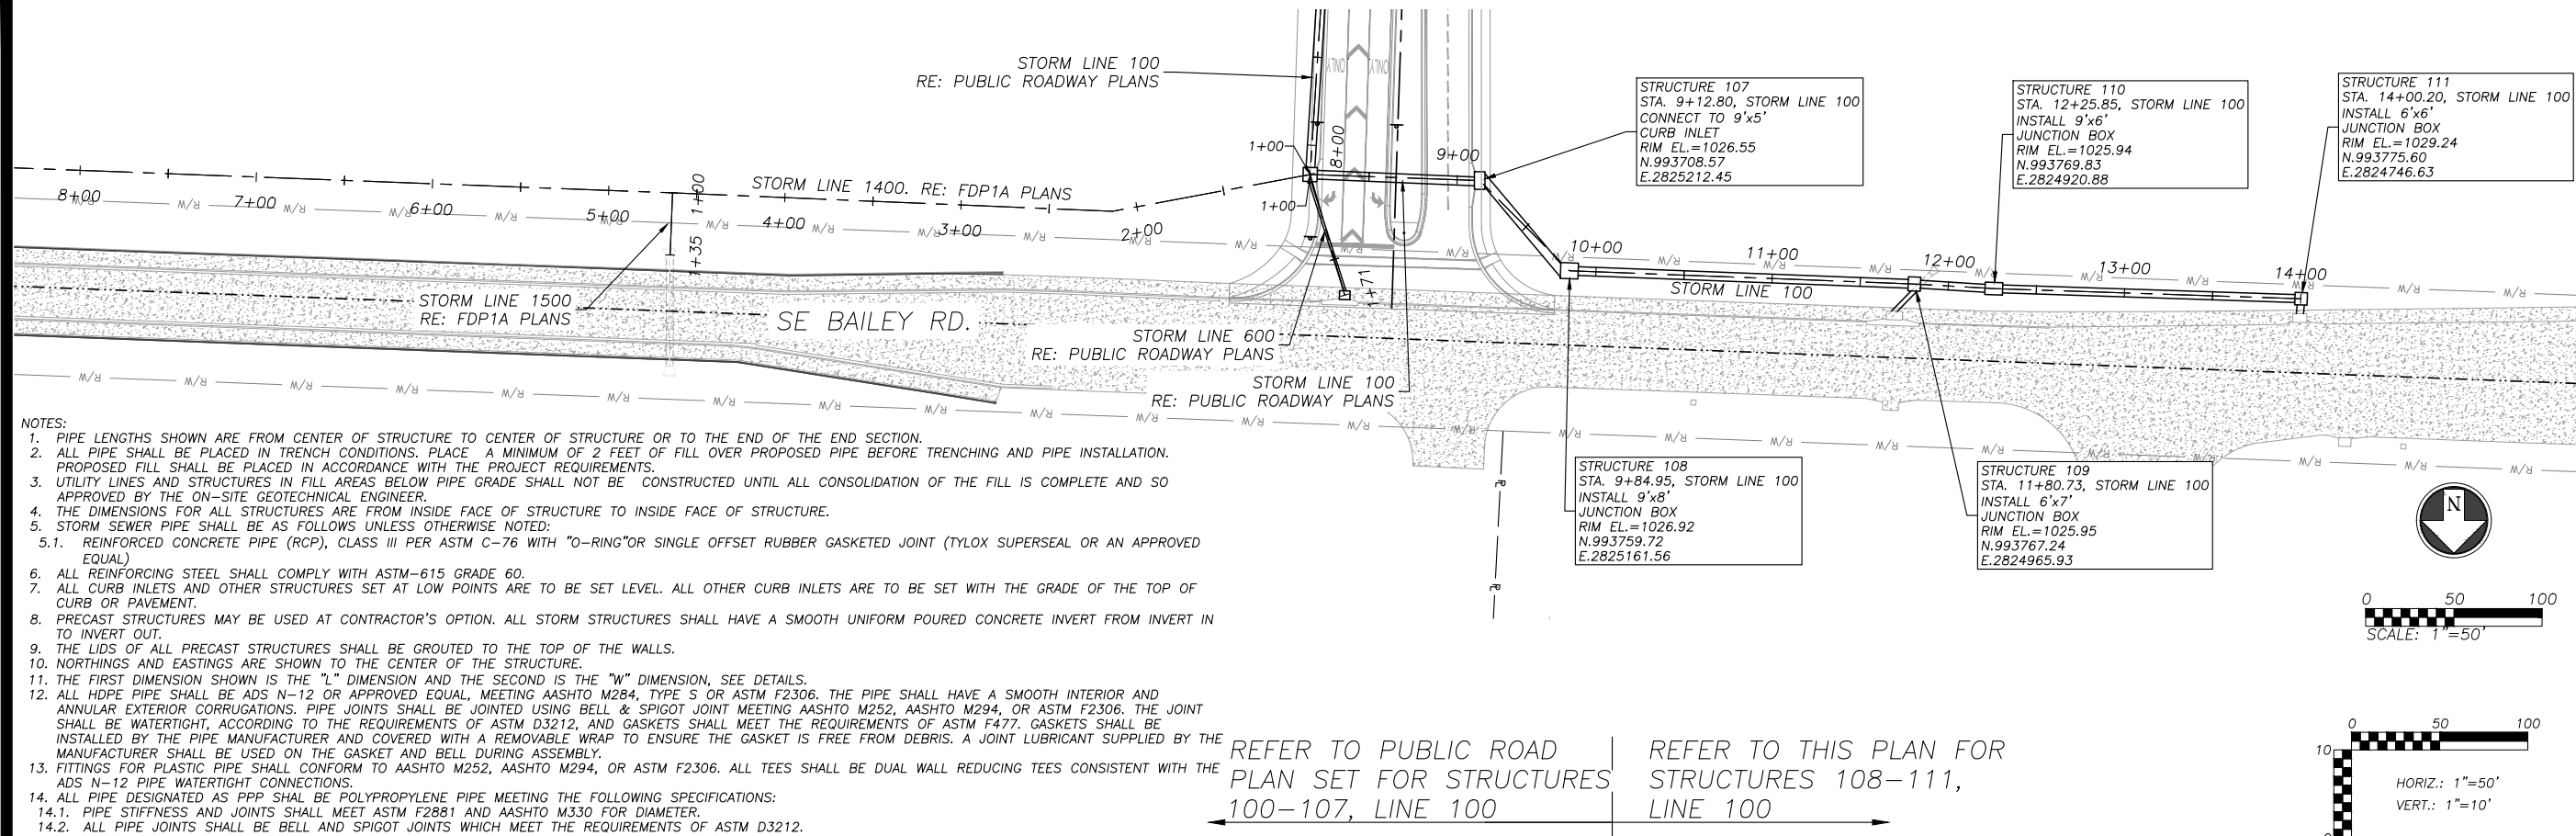 STORM LINE 100
RE: PUBLIC ROADWAY PLANS
ONLY
ONLY
1+00
8+00
9+00
1+00
STRUCTURE 107
STA. 9+12.80, STORM LINE 100
CONNECT TO 9'x5'
CURB INLET
RIM EL.=1026.55
N.993708.57
E.2825212.45
STRUCTURE 110
STA. 12+25.85, STORM LINE 100
INSTALL 9'x6'
JUNCTION BOX
RIM EL.=1025.94
N.993769.83
E.2824920.88
STRUCTURE 111
STA. 14+00.20, STORM LINE 100
INSTALL 6'x6'
JUNCTION BOX
RIM EL.=1029.24
N.993775.60
E.2824746.63
8+00
7+00
6+00
5+00
1+00
STORM LINE 1400. RE: FDP1A PLANS
4+00
3+00
2+00
1+35
1+71
10+00
11+00
12+00
13+00
14+00
STORM LINE 100
R/W R/W R/W R/W R/W R/W R/W R/W R/W R/W R/W R/W R/W R/W R/W R/W R/W R/W R/W R/W
STORM LINE 1500
RE: FDP1A PLANS
SE BAILEY RD.
STORM LINE 600
RE: PUBLIC ROADWAY PLANS
STORM LINE 100
RE: PUBLIC ROADWAY PLANS
R/W R/W R/W R/W R/W R/W R/W R/W R/W R/W R/W R/W R/W R/W R/W R/W R/W R/W R/W R/W R/W R/W R/W
STRUCTURE 108
STA. 9+84.95, STORM LINE 100
INSTALL 9'x8'
JUNCTION BOX
RIM EL.=1026.92
N.993759.72
E.2825161.56
STRUCTURE 109
STA. 11+80.73, STORM LINE 100
INSTALL 6'x7'
JUNCTION BOX
RIM EL.=1025.95
N.993767.24
E.2824965.93
N
0 50 100
SCALE: 1"=50'
NOTES:
1. PIPE LENGTHS SHOWN ARE FROM CENTER OF STRUCTURE TO CENTER OF STRUCTURE OR TO THE END OF THE END SECTION.
2. ALL PIPE SHALL BE PLACED IN TRENCH CONDITIONS. PLACE A MINIMUM OF 2 FEET OF FILL OVER PROPOSED PIPE BEFORE TRENCHING AND PIPE INSTALLATION.
PROPOSED FILL SHALL BE PLACED IN ACCORDANCE WITH THE PROJECT REQUIREMENTS.
3. UTILITY LINES AND STRUCTURES IN FILL AREAS BELOW PIPE GRADE SHALL NOT BE CONSTRUCTED UNTIL ALL CONSOLIDATION OF THE FILL IS COMPLETE AND SO
APPROVED BY THE ON-SITE GEOTECHNICAL ENGINEER.
4. THE DIMENSIONS FOR ALL STRUCTURES ARE FROM INSIDE FACE OF STRUCTURE TO INSIDE FACE OF STRUCTURE.
5. STORM SEWER PIPE SHALL BE AS FOLLOWS UNLESS OTHERWISE NOTED:
5.1. REINFORCED CONCRETE PIPE (RCP), CLASS III PER ASTM C-76 WITH "O-RING"OR SINGLE OFFSET RUBBER GASKETED JOINT (TYLOX SUPERSEAL OR AN APPROVED
EQUAL)
6. ALL REINFORCING STEEL SHALL COMPLY WITH ASTM-615 GRADE 60.
7. ALL CURB INLETS AND OTHER STRUCTURES SET AT LOW POINTS ARE TO BE SET LEVEL. ALL OTHER CURB INLETS ARE TO BE SET WITH THE GRADE OF THE TOP OF
CURB OR PAVEMENT.
8. PRECAST STRUCTURES MAY BE USED AT CONTRACTOR'S OPTION. ALL STORM STRUCTURES SHALL HAVE A SMOOTH UNIFORM POURED CONCRETE INVERT FROM INVERT IN
TO INVERT OUT.
9. THE LIDS OF ALL PRECAST STRUCTURES SHALL BE GROUTED TO THE TOP OF THE WALLS.
10. NORTHINGS AND EASTINGS ARE SHOWN TO THE CENTER OF THE STRUCTURE.
11. THE FIRST DIMENSION SHOWN IS THE "L" DIMENSION AND THE SECOND IS THE "W" DIMENSION, SEE DETAILS.
12. ALL HDPE PIPE SHALL BE ADS N-12 OR APPROVED EQUAL, MEETING AASHTO M284, TYPE S OR ASTM F2306. THE PIPE SHALL HAVE A SMOOTH INTERIOR AND
ANNULAR EXTERIOR CORRUGATIONS. PIPE JOINTS SHALL BE JOINTED USING BELL & SPIGOT JOINT MEETING AASHTO M252, AASHTO M294, OR ASTM F2306. THE JOINT
SHALL BE WATERTIGHT, ACCORDING TO THE REQUIREMENTS OF ASTM D3212, AND GASKETS SHALL MEET THE REQUIREMENTS OF ASTM F477. GASKETS SHALL BE
INSTALLED BY THE PIPE MANUFACTURER AND COVERED WITH A REMOVABLE WRAP TO ENSURE THE GASKET IS FREE FROM DEBRIS. A JOINT LUBRICANT SUPPLIED BY THE
MANUFACTURER SHALL BE USED ON THE GASKET AND BELL DURING ASSEMBLY.
13. FITTINGS FOR PLASTIC PIPE SHALL CONFORM TO AASHTO M252, AASHTO M294, OR ASTM F2306. ALL TEES SHALL BE DUAL WALL REDUCING TEES CONSISTENT WITH THE
ADS N-12 PIPE WATERTIGHT CONNECTIONS.
14. ALL PIPE DESIGNATED AS PPP SHAL BE POLYPROPYLENE PIPE MEETING THE FOLLOWING SPECIFICATIONS:
14.1. PIPE STIFFNESS AND JOINTS SHALL MEET ASTM F2881 AND AASHTO M330 FOR DIAMETER.
14.2. ALL PIPE JOINTS SHALL BE BELL AND SPIGOT JOINTS WHICH MEET THE REQUIREMENTS OF ASTM D3212.
REFER TO PUBLIC ROAD
PLAN SET FOR STRUCTURES
100-107, LINE 100
REFER TO THIS PLAN FOR
STRUCTURES 108-111,
LINE 100
0 50 100
10
HORIZ.: 1"=50'
VERT.: 1"=10'